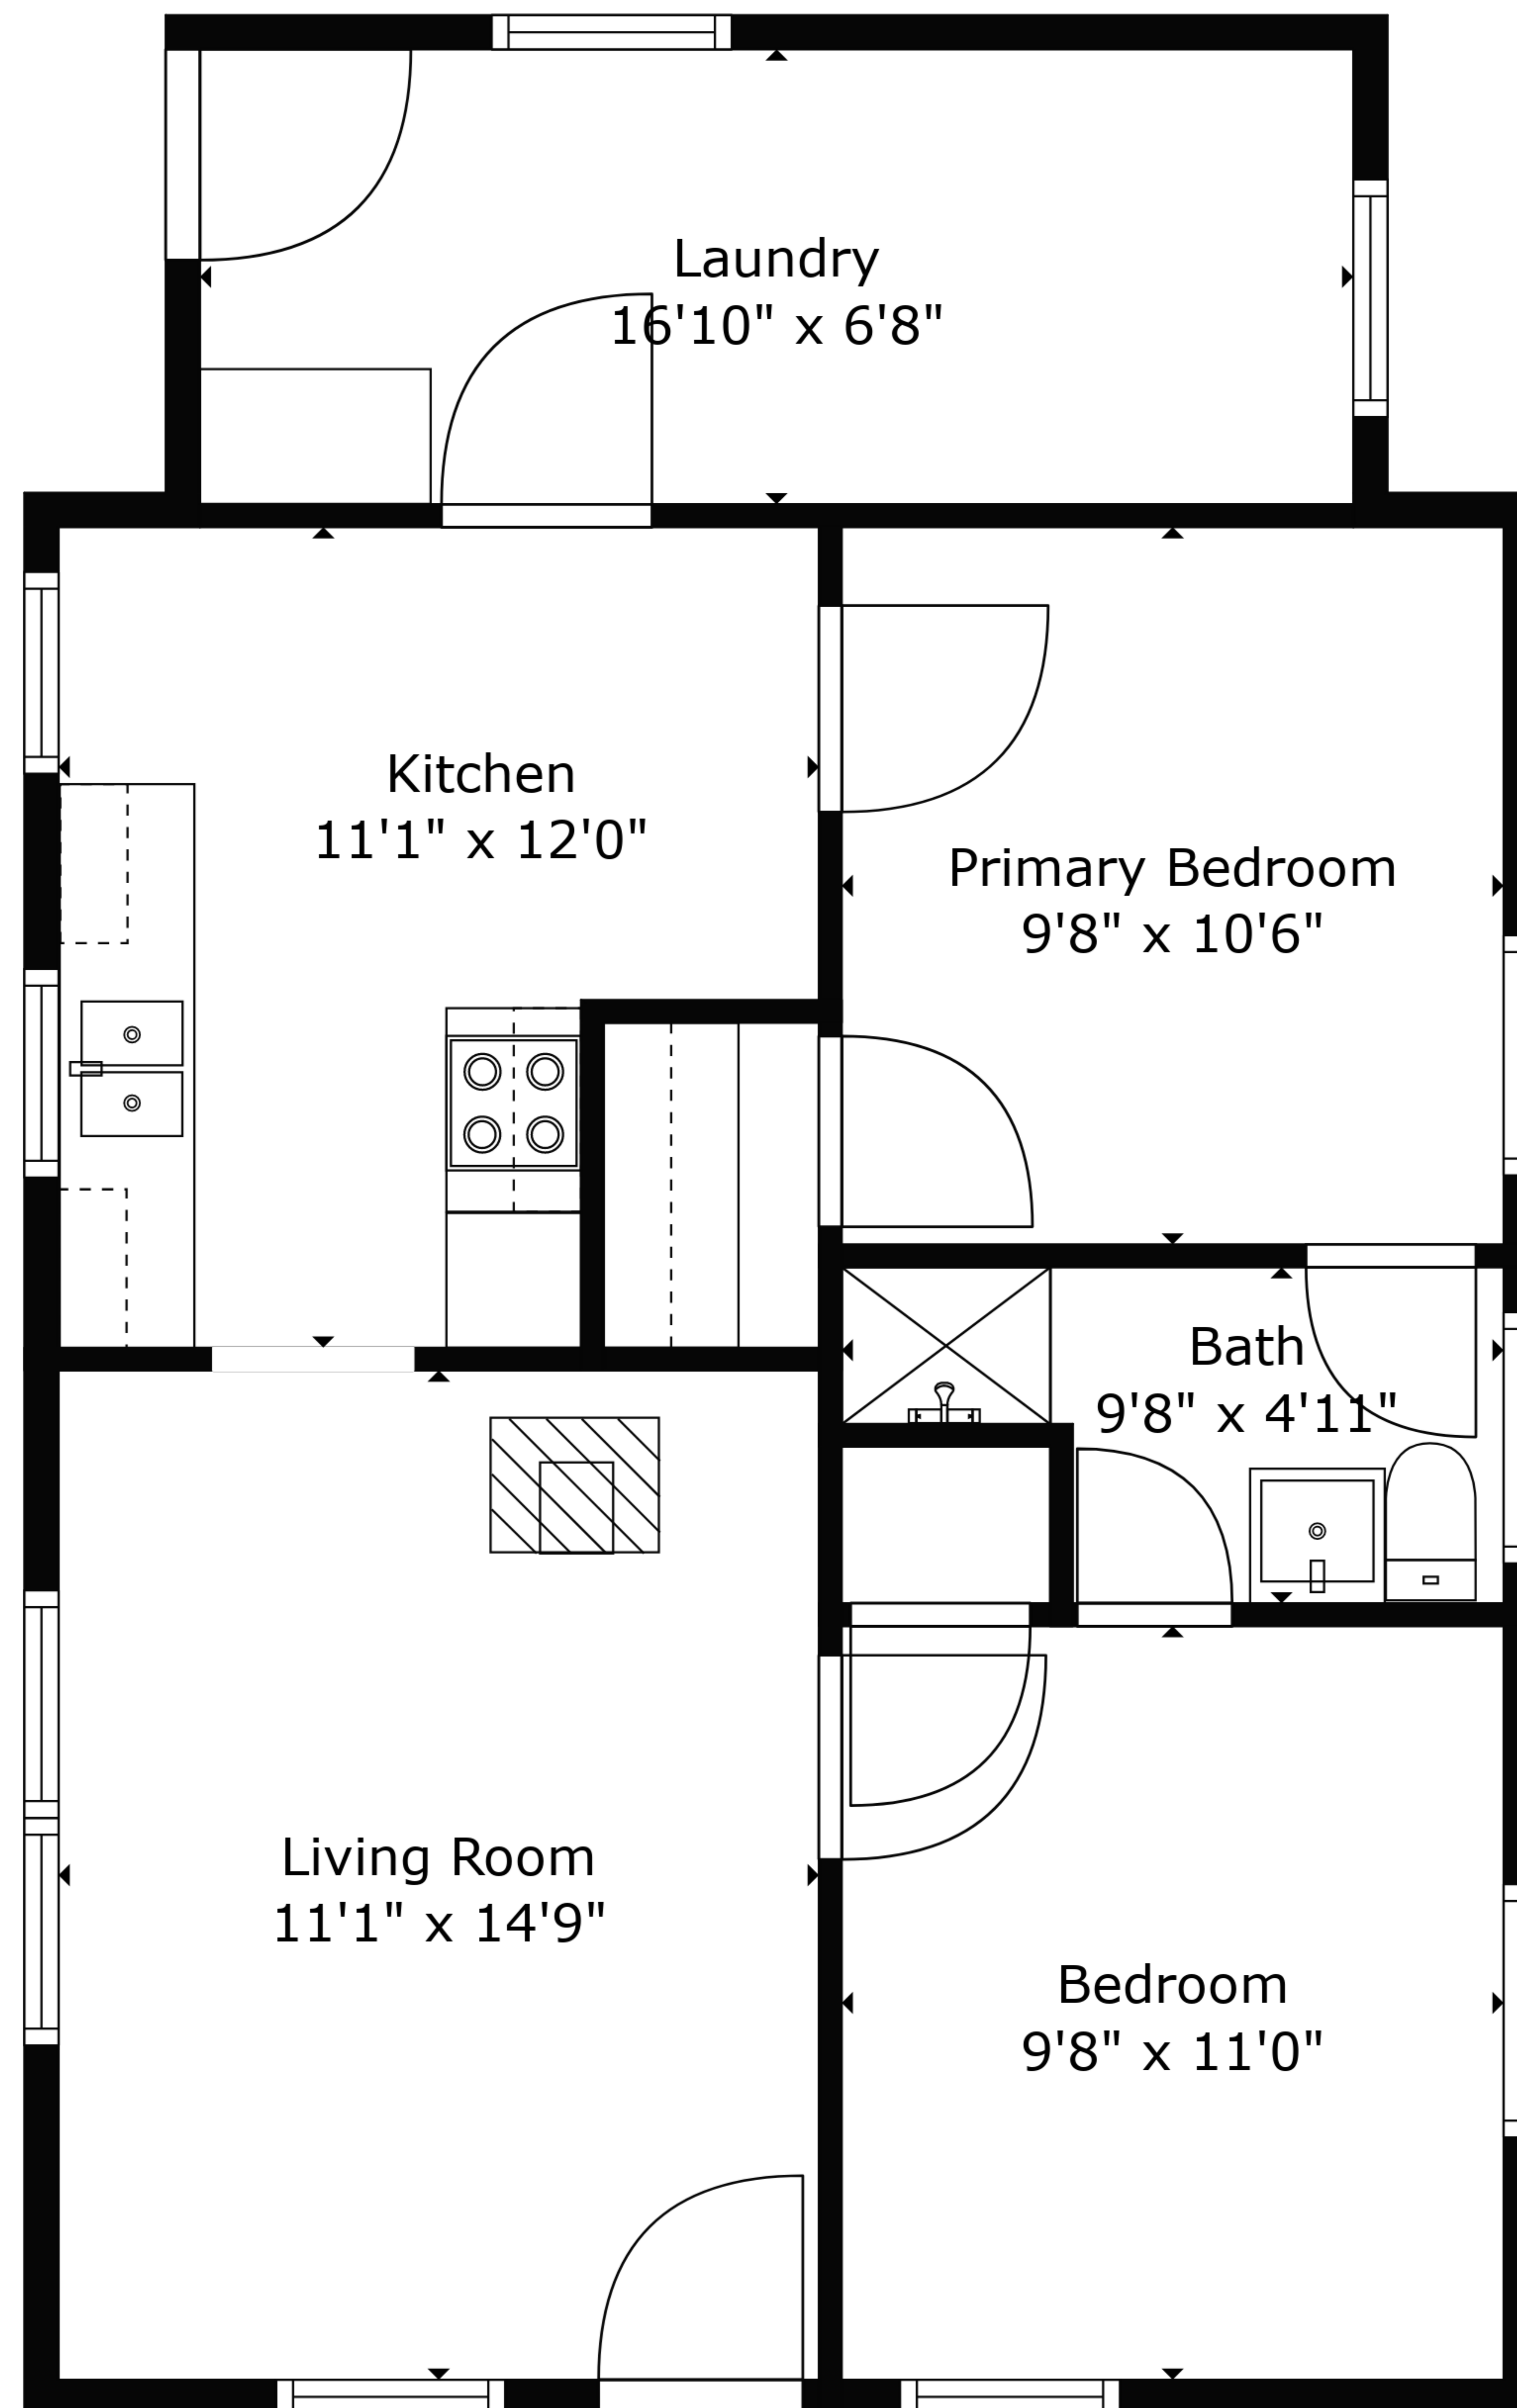 Laundry
16'10" x 6'8"
Kitchen
11'1" x 12'0"
Primary Bedroom
9'8" x 10'6"
Bath
9'8" x 4'11"
Living Room
11'1" x 14'9"
Bedroom
9'8" x 11'0"